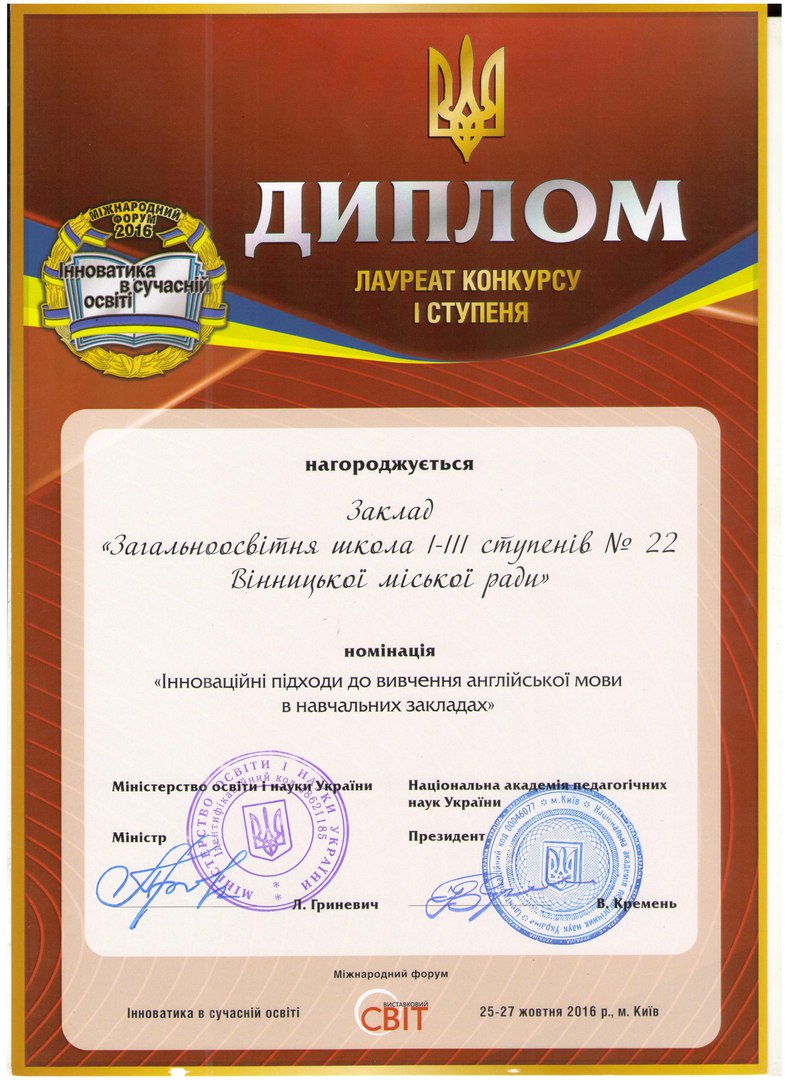 МІЖНАРОДНИЙ
ФОРУМ
2016
Інноватика
в сучасній
освіті
ДИПЛОМ
ЛАУРЕАТ КОНКУРСУ
І СТУПЕНЯ
нагороджується
Заклад
«Загальноосвітня школа І-ІІІ ступенів № 22
Вінницької міської ради»
номінація
«Інноваційні підходи до вивчення англійської мови
в навчальних закладах»
Міністерство освіти і науки України
Міністр
Л. Гриневич
МІНІСТЕРСТВО ОСВІТИ І НАУКИ УКРАЇНИ
Ідентифікаційний код 38621185
Національна академія педагогічних
наук України
Президент
В. Кремень
м.Київ
Національна академія педагогічних наук України
код 00046077
Міжнародний форум
Інноватика в сучасній освіті
ВИСТАВКОВИЙ
СВІТ
25-27 жовтня 2016 р., м. Київ